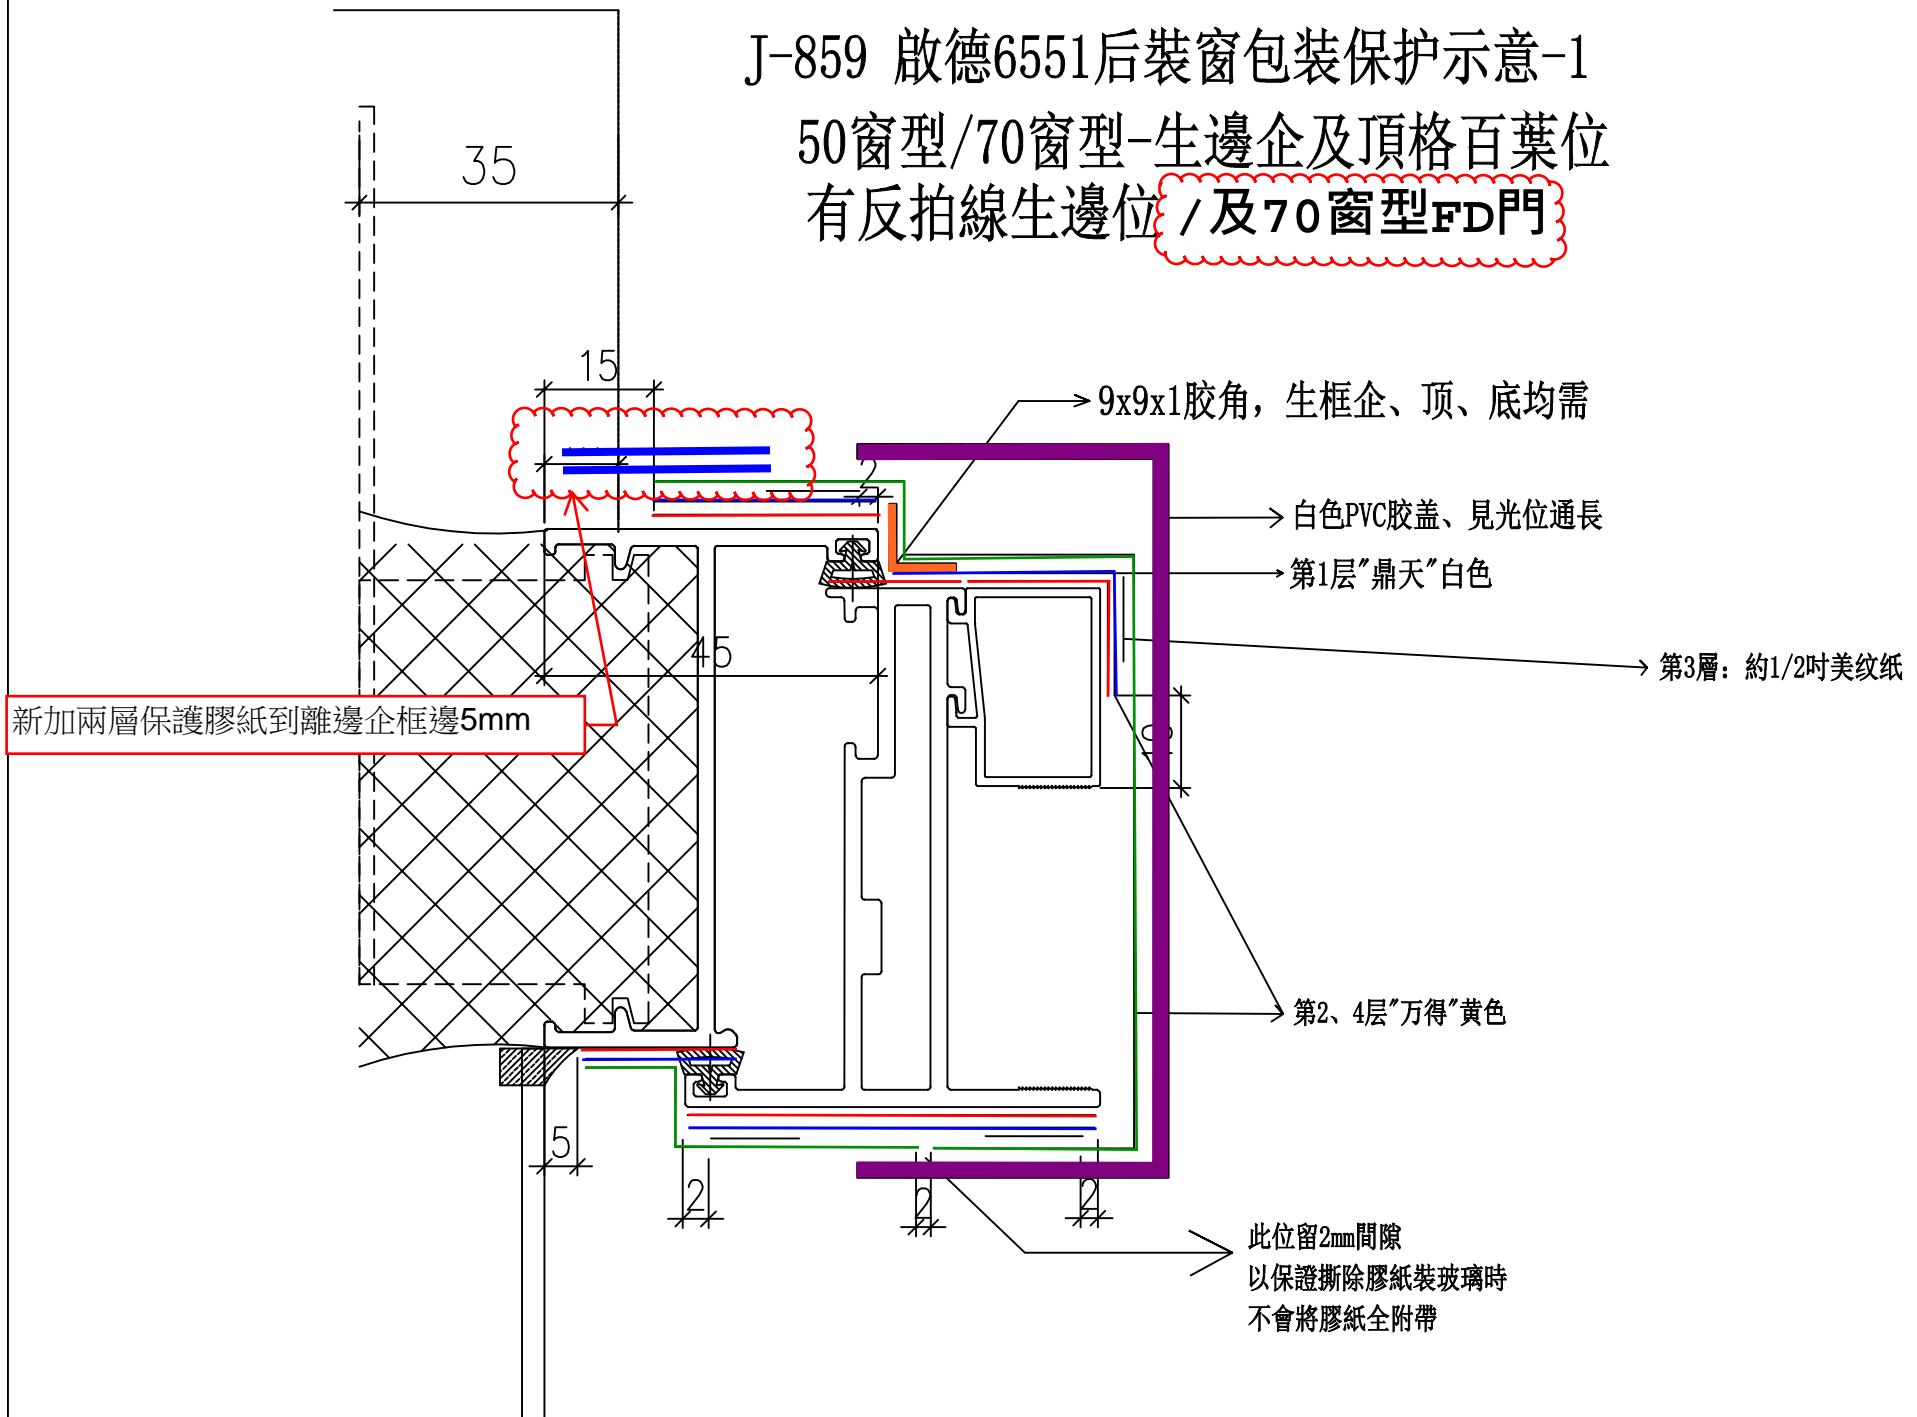 J-859 啟德6551后裝窗包装保护示意-1
50窗型/70窗型-生邊企及頂格百葉位
有反拍線生邊位/及70窗型FD門
35
15
9x9x1胶角，生框企、顶、底均需
2
白色PVC胶盖、見光位通長
第1层"鼎天"白色
45
第3層：約1/2吋美纹纸
新加兩層保護膠紙到離邊企框邊5mm
第2、4层"万得"黄色
5
2
2
2
此位留2mm間隙
以保證撕除膠紙裝玻璃時
不會將膠紙全附帶